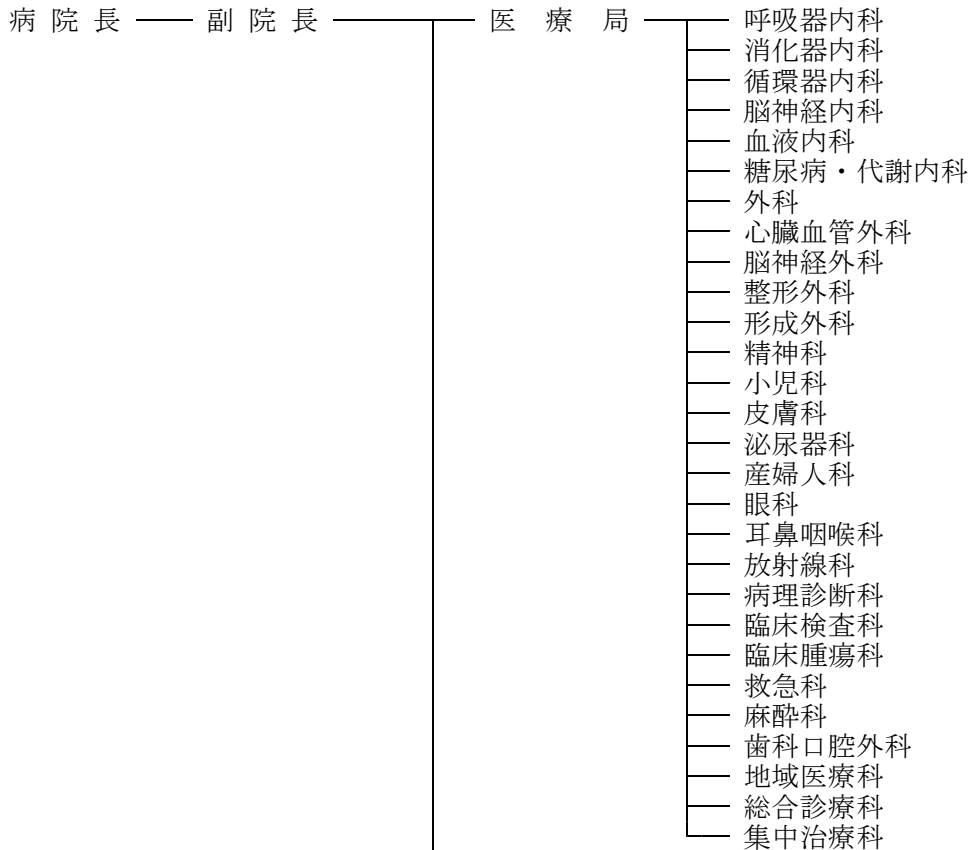 病院長 副院長 医療局 呼吸器内科
消化器内科
循環器内科
脳神経内科
血液内科
糖尿病・代謝内科
外科
心臓血管外科
脳神経外科
整形外科
形成外科
精神科
小児科
皮膚科
泌尿器科
産婦人科
眼科
耳鼻咽喉科
放射線科
病理診断科
臨床検査科
臨床腫瘍科
救急科
麻酔科
歯科口腔外科
地域医療科
総合診療科
集中治療科